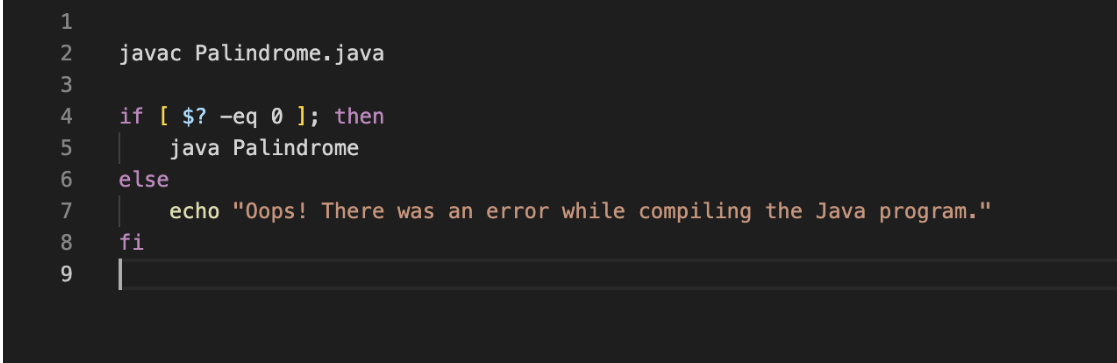 1
2 javac Palindrome.java
3
4 if [ $? -eq 0 ]; then
5     java Palindrome
6 else
7     echo "Oops! There was an error while compiling the Java program."
8 fi
9